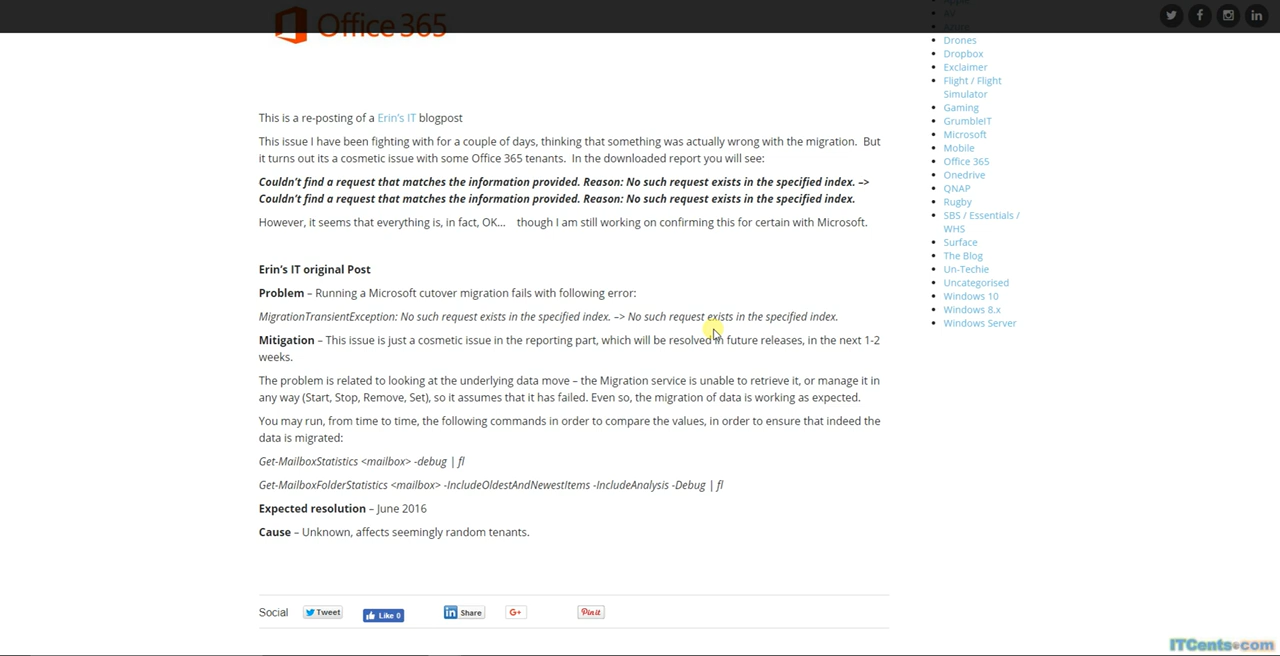 Office 365
Drones
Dropbox
Exclaimer
Flight / Flight
Simulator
Gaming
GrumbleIT
Microsoft
Mobile
Office 365
Onedrive
QNAP
Rugby
SBS / Essentials /
WHS
Surface
The Blog
Un-Techie
Uncategorised
Windows 10
Windows 8.x
Windows Server
This is a re-posting of a Erin's IT blogpost
This issue I have been fighting with for a couple of days, thinking that something was actually wrong with the migration. But
it turns out its a cosmetic issue with some Office 365 tenants. In the downloaded report you will see:
Couldn't find a request that matches the information provided. Reason: No such request exists in the specified index. –>
Couldn't find a request that matches the information provided. Reason: No such request exists in the specified index.
However, it seems that everything is, in fact, OK... though I am still working on confirming this for certain with Microsoft.
Erin's IT original Post
Problem – Running a Microsoft cutover migration fails with following error:
MigrationTransientException: No such request exists in the specified index. –> No such request exists in the specified index.
Mitigation – This issue is just a cosmetic issue in the reporting part, which will be resolved in future releases, in the next 1-2
weeks.
The problem is related to looking at the underlying data move – the Migration service is unable to retrieve it, or manage it in
any way (Start, Stop, Remove, Set), so it assumes that it has failed. Even so, the migration of data is working as expected.
You may run, from time to time, the following commands in order to compare the values, in order to ensure that indeed the
data is migrated:
Get-MailboxStatistics <mailbox> -debug | fl
Get-MailboxFolderStatistics <mailbox> -IncludeOldestAndNewestItems -IncludeAnalysis -Debug | fl
Expected resolution – June 2016
Cause – Unknown, affects seemingly random tenants.
Social Tweet Like 0 in Share G+ Pin it
ITCents.com